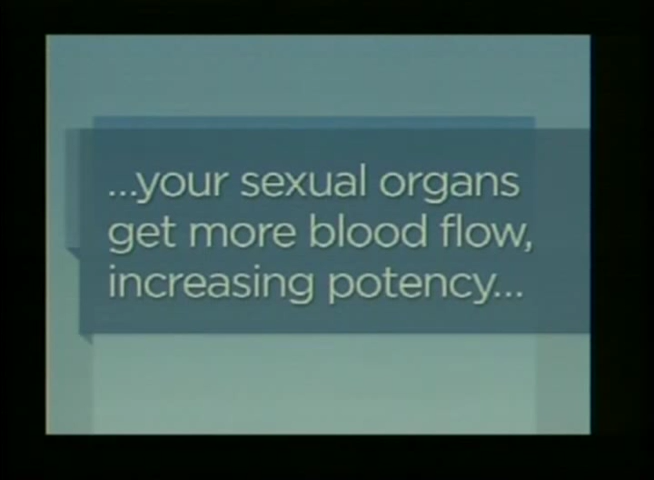 ...your sexual organs
get more blood flow,
increasing potency...